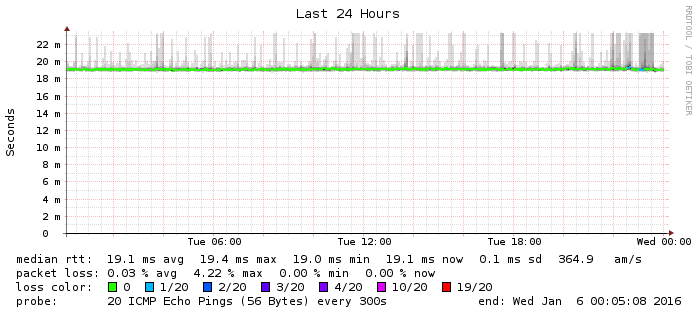 Last 24 Hours
RRDTOOL / TOBI OETIKER
Seconds
22 m
20 m
18 m
16 m
14 m
12 m
10 m
8 m
6 m
4 m
2 m
0
Tue 06:00 Tue 12:00 Tue 18:00 Wed 00:00
median rtt: 19.1 ms avg 19.4 ms max 19.0 ms min 19.1 ms now 0.1 ms sd 364.9 am/s
packet loss: 0.03 % avg 4.22 % max 0.00 % min 0.00 % now
loss color: 0 1/20 2/20 3/20 4/20 10/20 19/20
probe: 20 ICMP Echo Pings (56 Bytes) every 300s end: Wed Jan 6 00:05:08 2016